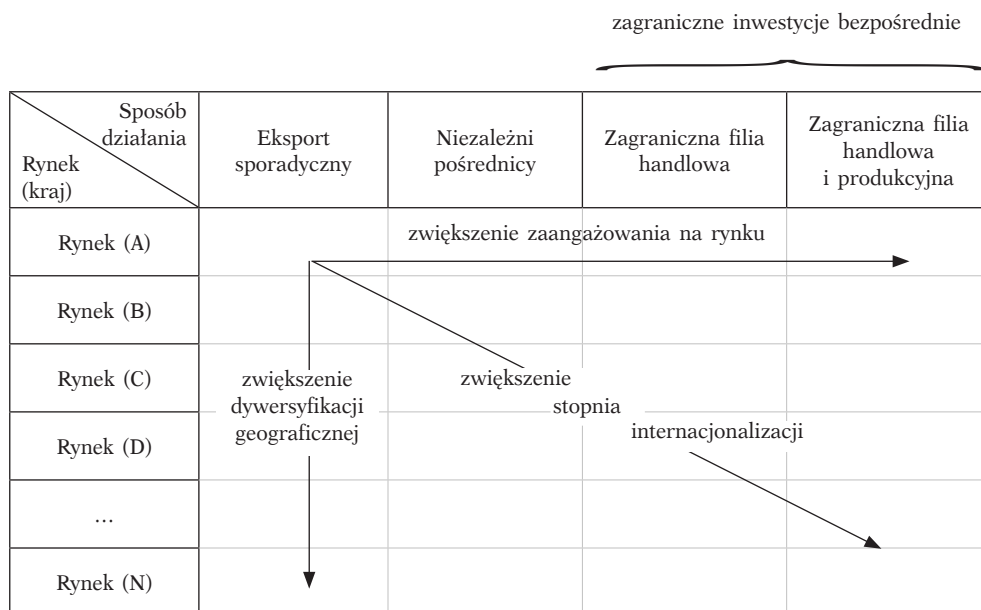 zagraniczne inwestycje bezpośrednie
Sposób
działania
Rynek
(kraj)
Eksport
sporadyczny
Niezależni
pośrednicy
Zagraniczna filia
handlowa
Zagraniczna filia
handlowa
i produkcyjna
Rynek (A)
zwiększenie zaangażowania na rynku
Rynek (B)
Rynek (C)
zwiększenie
dywersyfikacji
geograficznej
zwiększenie
stopnia
internacjonalizacji
Rynek (D)
...
Rynek (N)